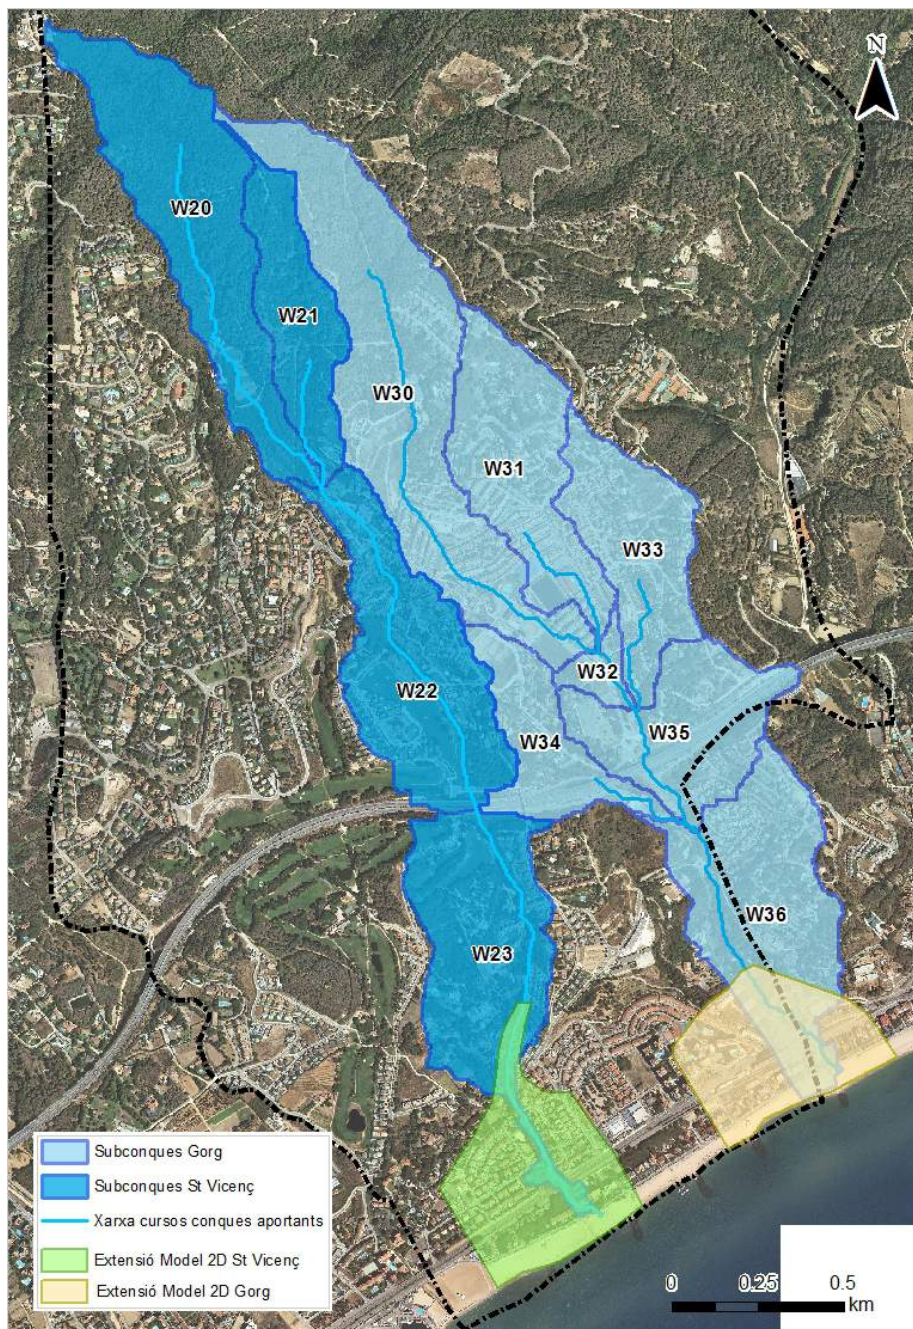 N
W20
W21
W30
W31
W33
W32
W22
W34
W35
W36
W23
Subconques Gorg
Subconques St Vicenç
Xarxa cursos conques aportants
Extensió Model 2D St Vicenç
Extensió Model 2D Gorg
0 0.25 0.5
km